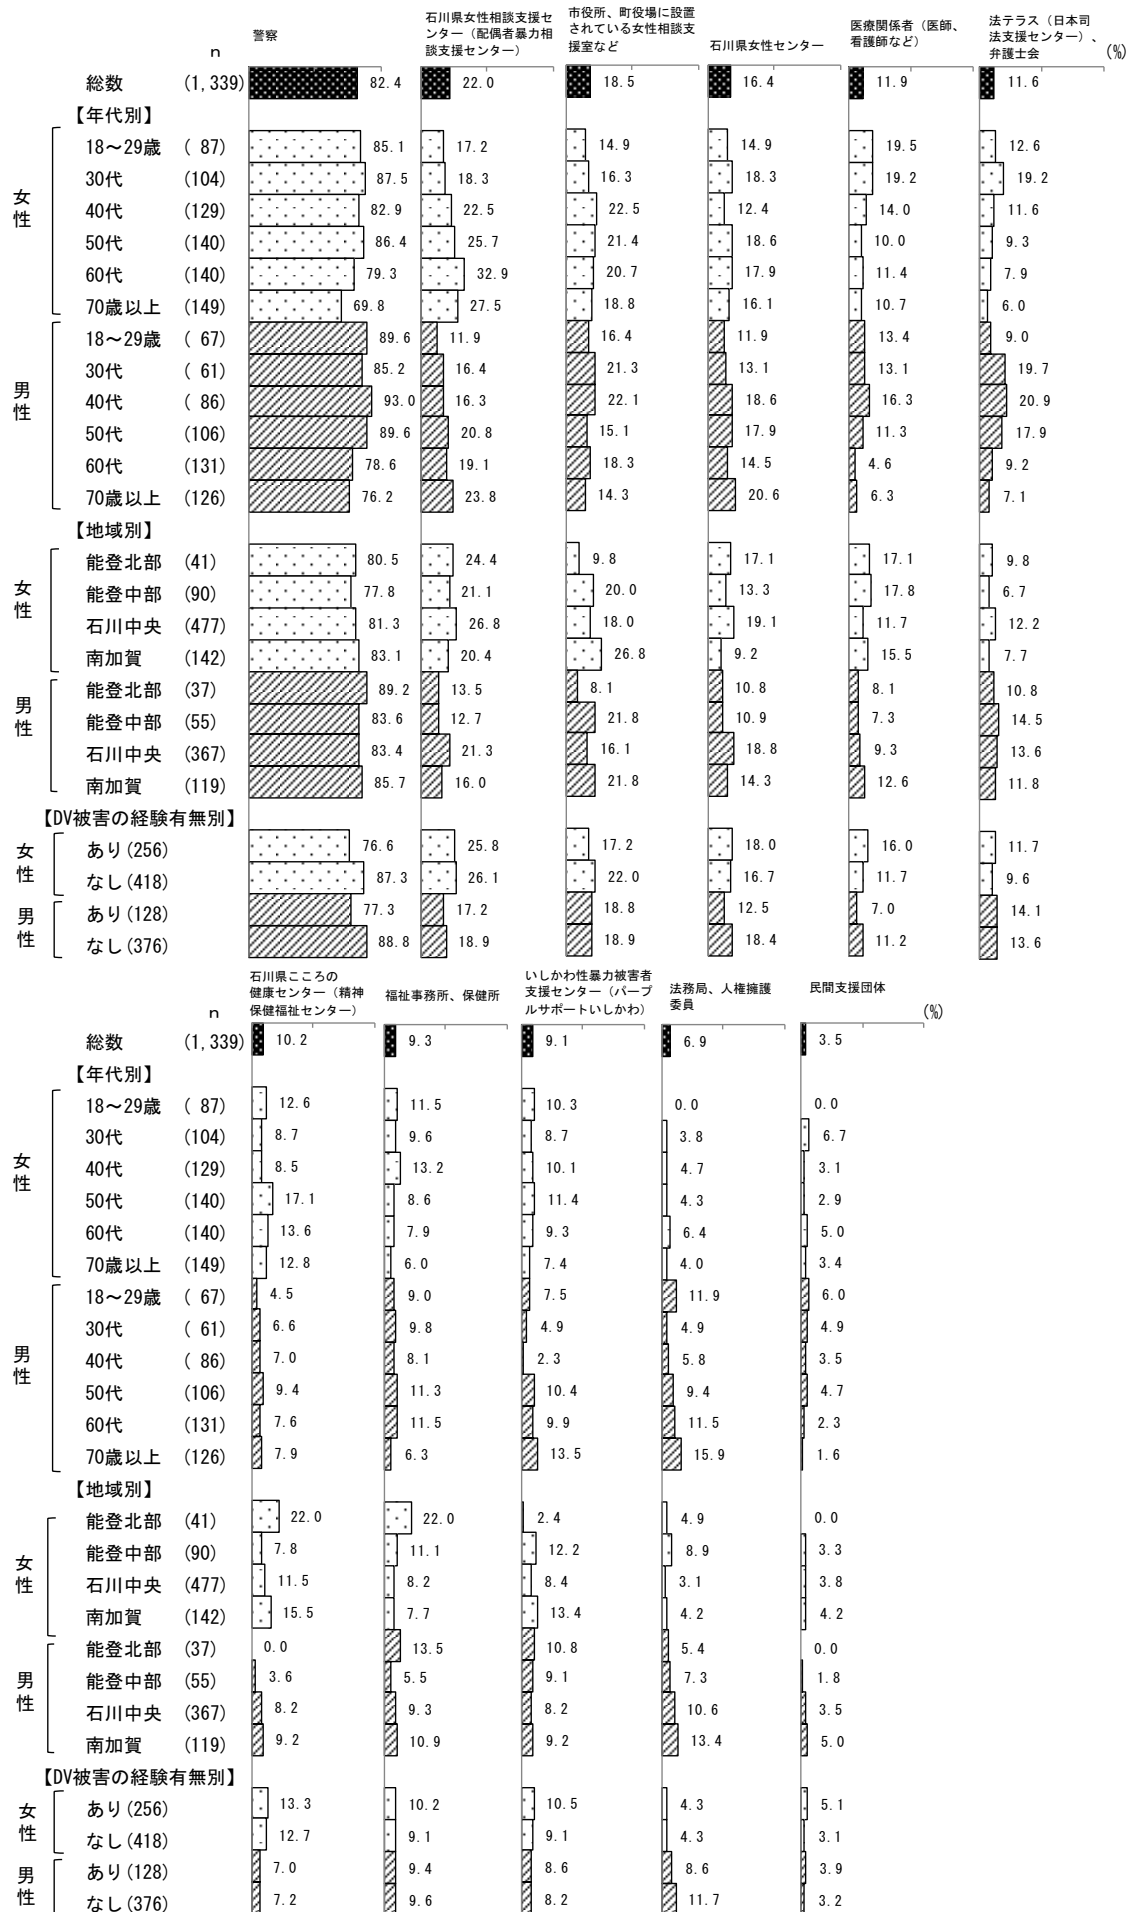 n
警察
石川県女性相談支援セ
ンター（配偶者暴力相
談支援センター）
市役所、町役場に設置
されている女性相談支
援室など
石川県女性センター
医療関係者（医師、
看護師など）
法テラス（日本司
法支援センター）、
弁護士会
(%)
総数 (1,339) 82.4 22.0 18.5 16.4 11.9 11.6
【年代別】
女性
18～29歳 ( 87) 85.1 17.2 14.9 14.9 19.5 12.6
30代 (104) 87.5 18.3 16.3 18.3 19.2 19.2
40代 (129) 82.9 22.5 22.5 12.4 14.0 11.6
50代 (140) 86.4 25.7 21.4 18.6 10.0 9.3
60代 (140) 79.3 32.9 20.7 17.9 11.4 7.9
70歳以上 (149) 69.8 27.5 18.8 16.1 10.7 6.0
男性
18～29歳 ( 67) 89.6 11.9 16.4 11.9 13.4 9.0
30代 ( 61) 85.2 16.4 21.3 13.1 13.1 19.7
40代 ( 86) 93.0 16.3 22.1 18.6 16.3 20.9
50代 (106) 89.6 20.8 15.1 17.9 11.3 17.9
60代 (131) 78.6 19.1 18.3 14.5 4.6 9.2
70歳以上 (126) 76.2 23.8 14.3 20.6 6.3 7.1
【地域別】
女性
能登北部 (41) 80.5 24.4 9.8 17.1 17.1 9.8
能登中部 (90) 77.8 21.1 20.0 13.3 17.8 6.7
石川中央 (477) 81.3 26.8 18.0 19.1 11.7 12.2
南加賀 (142) 83.1 20.4 26.8 9.2 15.5 7.7
男性
能登北部 (37) 89.2 13.5 8.1 10.8 8.1 10.8
能登中部 (55) 83.6 12.7 21.8 10.9 7.3 14.5
石川中央 (367) 83.4 21.3 16.1 18.8 9.3 13.6
南加賀 (119) 85.7 16.0 21.8 14.3 12.6 11.8
【DV被害の経験有無別】
女性
あり(256) 76.6 25.8 17.2 18.0 16.0 11.7
なし(418) 87.3 26.1 22.0 16.7 11.7 9.6
男性
あり(128) 77.3 17.2 18.8 12.5 7.0 14.1
なし(376) 88.8 18.9 18.9 18.4 11.2 13.6
n
石川県こころの
健康センター（精神
保健福祉センター）
福祉事務所、保健所
いしかわ性暴力被害者
支援センター（パープ
ルサポートいしかわ）
法務局、人権擁護
委員
民間支援団体
(%)
総数 (1,339) 10.2 9.3 9.1 6.9 3.5
【年代別】
女性
18～29歳 ( 87) 12.6 11.5 10.3 0.0 0.0
30代 (104) 8.7 9.6 8.7 3.8 6.7
40代 (129) 8.5 13.2 10.1 4.7 3.1
50代 (140) 17.1 8.6 11.4 4.3 2.9
60代 (140) 13.6 7.9 9.3 6.4 5.0
70歳以上 (149) 12.8 6.0 7.4 4.0 3.4
男性
18～29歳 ( 67) 4.5 9.0 7.5 11.9 6.0
30代 ( 61) 6.6 9.8 4.9 4.9 4.9
40代 ( 86) 7.0 8.1 2.3 5.8 3.5
50代 (106) 9.4 11.3 10.4 9.4 4.7
60代 (131) 7.6 11.5 9.9 11.5 2.3
70歳以上 (126) 7.9 6.3 13.5 15.9 1.6
【地域別】
女性
能登北部 (41) 22.0 22.0 2.4 4.9 0.0
能登中部 (90) 7.8 11.1 12.2 8.9 3.3
石川中央 (477) 11.5 8.2 8.4 3.1 3.8
南加賀 (142) 15.5 7.7 13.4 4.2 4.2
男性
能登北部 (37) 0.0 13.5 10.8 5.4 0.0
能登中部 (55) 3.6 5.5 9.1 7.3 1.8
石川中央 (367) 8.2 9.3 8.2 10.6 3.5
南加賀 (119) 9.2 10.9 9.2 13.4 5.0
【DV被害の経験有無別】
女性
あり(256) 13.3 10.2 10.5 4.3 5.1
なし(418) 12.7 9.1 9.1 4.3 3.1
男性
あり(128) 7.0 9.4 8.6 8.6 3.9
なし(376) 7.2 9.6 8.2 11.7 3.2